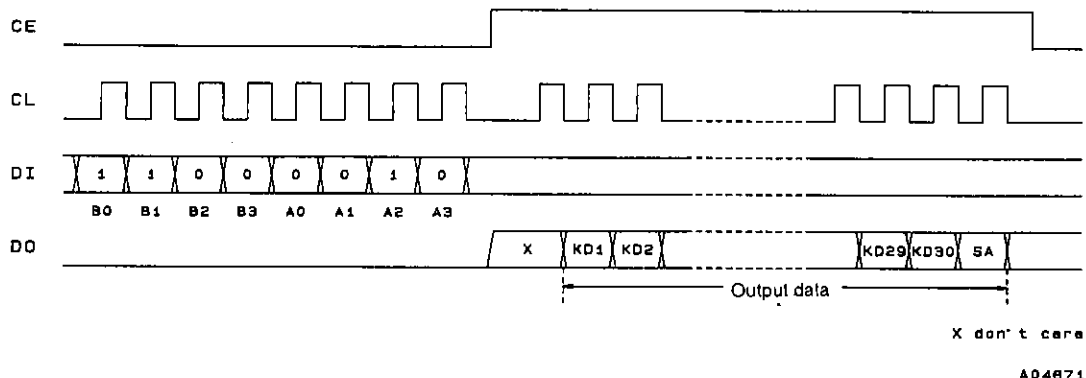 CE
CL
DI
1 1 0 0 0 0 1 0
B0 B1 B2 B3 A0 A1 A2 A3
DO
X KD1 KD2 KD29 KD30 SA
Output data
X don't care
A04871